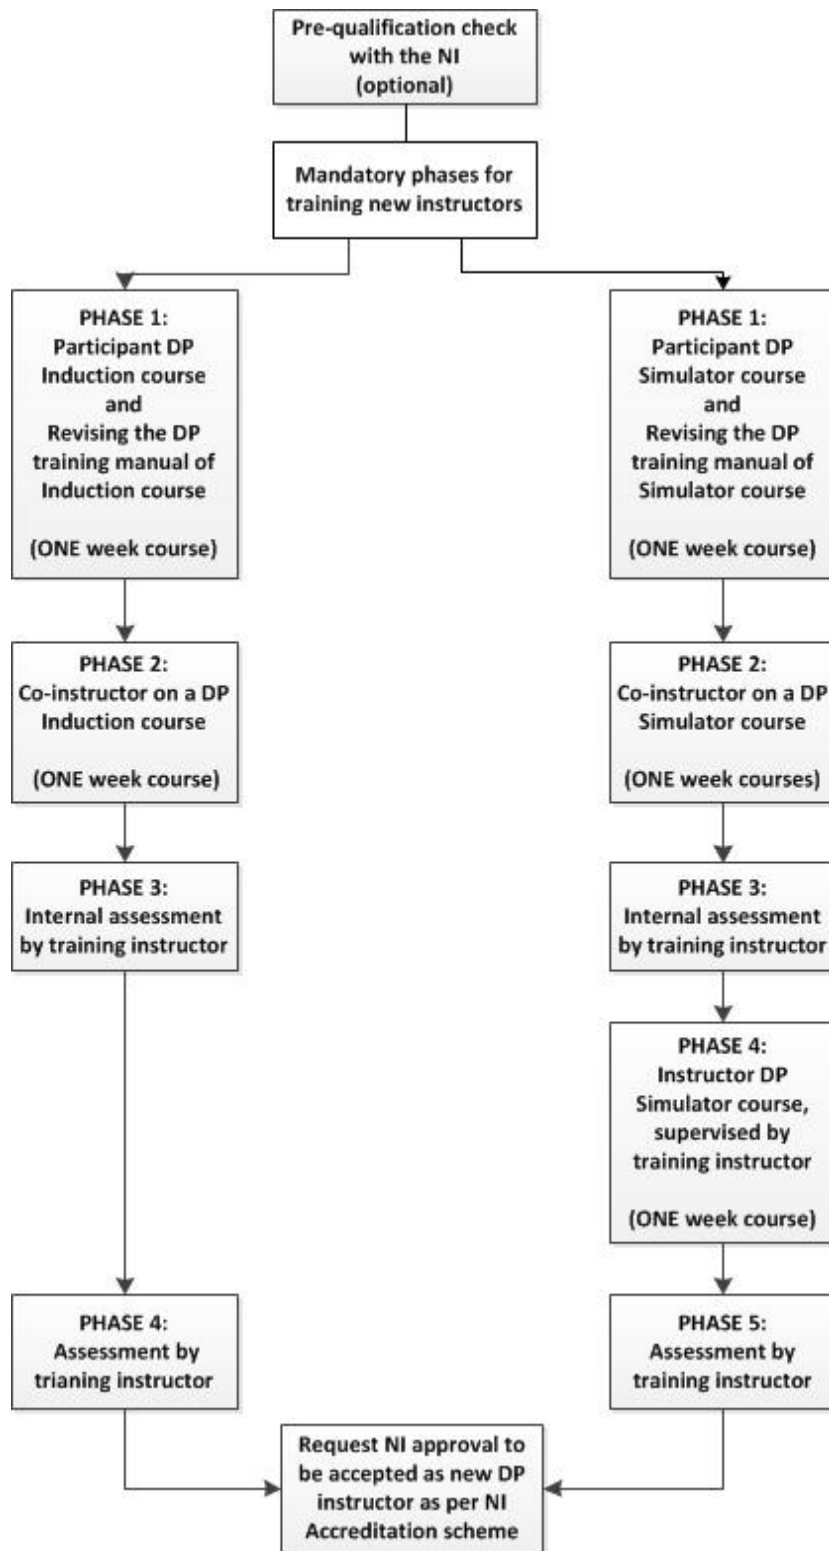 Pre-qualification check
with the NI
(optional)
Mandatory phases for
training new instructors
PHASE 1:
Participant DP
Induction course
and
Revising the DP
training manual of
Induction course
(ONE week course)
PHASE 2:
Co-instructor on a DP
Induction course
(ONE week course)
PHASE 3:
Internal assessment
by training instructor
PHASE 4:
Assessment by
trianing instructor
PHASE 1:
Participant DP
Simulator course
and
Revising the DP
training manual of
Simulator course
(ONE week course)
PHASE 2:
Co-instructor on a DP
Simulator course
(ONE week courses)
PHASE 3:
Internal assessment
by training instructor
PHASE 4:
Instructor DP
Simulator course,
supervised by
training instructor
(ONE week course)
PHASE 5:
Assessment by
training instructor
Request NI approval to
be accepted as new DP
instructor as per NI
Accreditation scheme